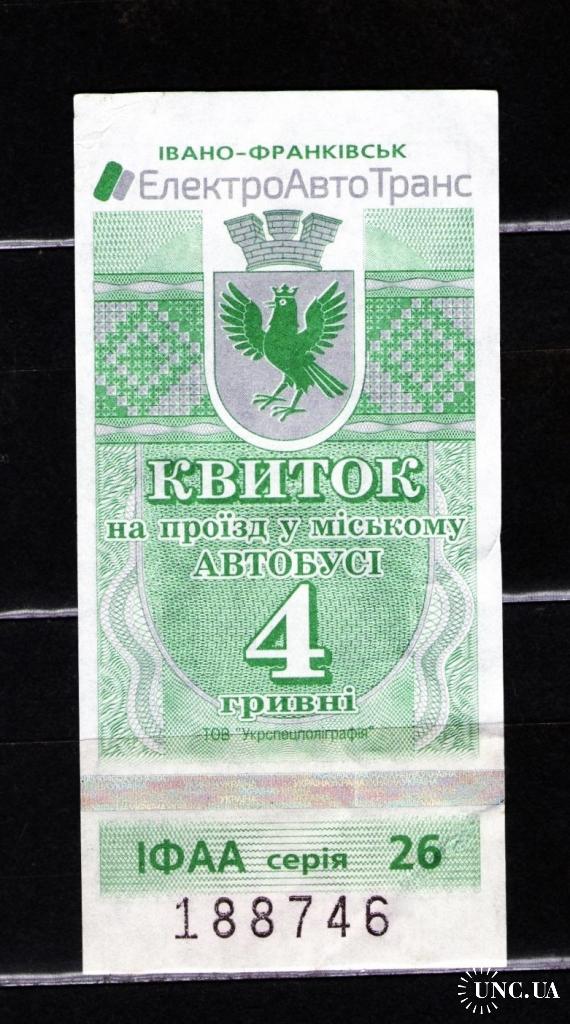 ІВАНО-ФРАНКІВСЬК
ЕлектроАвтоТранс
КВИТОК
на проїзд у міському
АВТОБУСІ
4
гривні
ТОВ "Укрспецполіграфія"
ІФАА серія 26
188746
UNC.UA